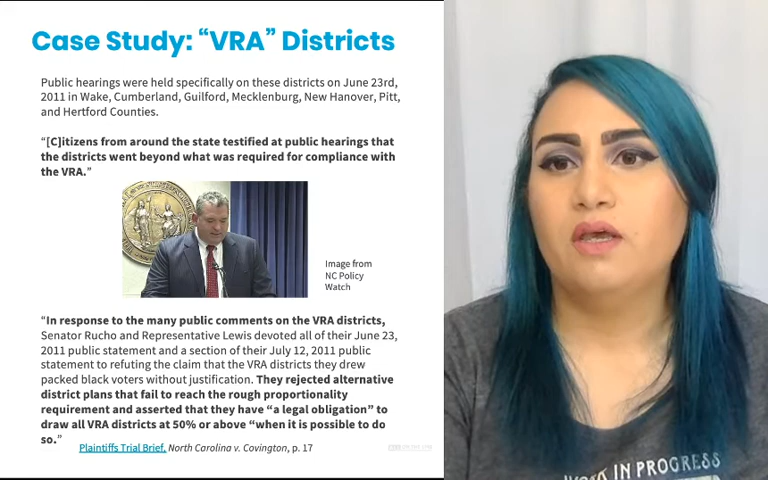 Case Study: “VRA” Districts
Public hearings were held specifically on these districts on June 23rd,
2011 in Wake, Cumberland, Guilford, Mecklenburg, New Hanover, Pitt,
and Hertford Counties.
“[C]itizens from around the state testified at public hearings that
the districts went beyond what was required for compliance with
the VRA.”
Image from
NC Policy
Watch
“In response to the many public comments on the VRA districts,
Senator Rucho and Representative Lewis devoted all of their June 23,
2011 public statement and a section of their July 12, 2011 public
statement to refuting the claim that the VRA districts they drew
packed black voters without justification. They rejected alternative
district plans that fail to reach the rough proportionality
requirement and asserted that they have “a legal obligation” to
draw all VRA districts at 50% or above “when it is possible to do
so.”
Plaintiffs Trial Brief, North Carolina v. Covington, p. 17
IN PROGRESS